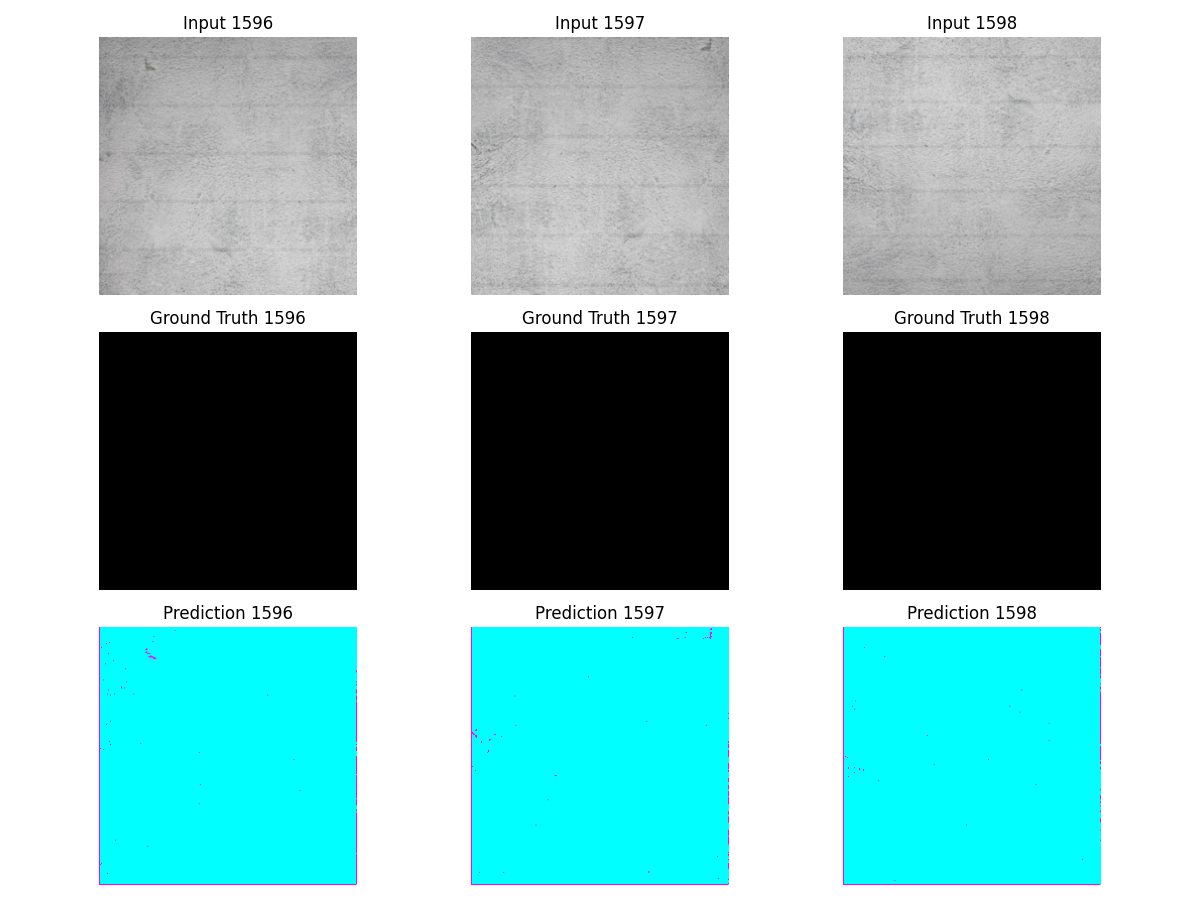 Input 1596
Input 1597
Input 1598
Ground Truth 1596
Ground Truth 1597
Ground Truth 1598
Prediction 1596
Prediction 1597
Prediction 1598